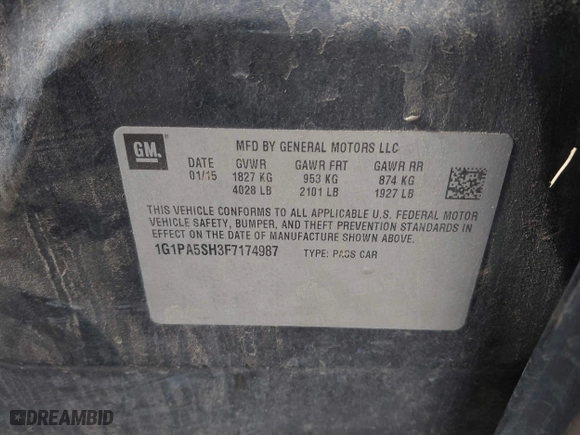 GM
MFD BY GENERAL MOTORS LLC
DATE GVWR GAWR FRT GAWR RR
01/15 1827 KG 953 KG 874 KG
4028 LB 2101 LB 1927 LB
THIS VEHICLE CONFORMS TO ALL APPLICABLE U.S. FEDERAL MOTOR
VEHICLE SAFETY, BUMPER, AND THEFT PREVENTION STANDARDS IN
EFFECT ON THE DATE OF MANUFACTURE SHOWN ABOVE.
1G1PA5SH3F7174987 TYPE: PASS CAR
DREAMBID